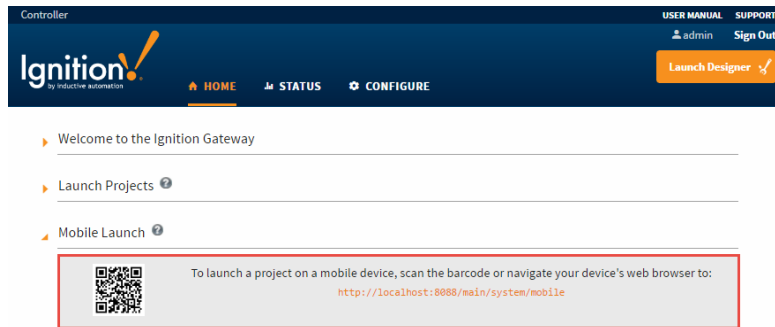 Controller
USER MANUAL SUPPORT
admin Sign Out
Ignition!
by inductive automation
Launch Designer
HOME STATUS CONFIGURE
Welcome to the Ignition Gateway
Launch Projects ?
Mobile Launch ?
To launch a project on a mobile device, scan the barcode or navigate your device's web browser to:
http://localhost:8088/main/system/mobile